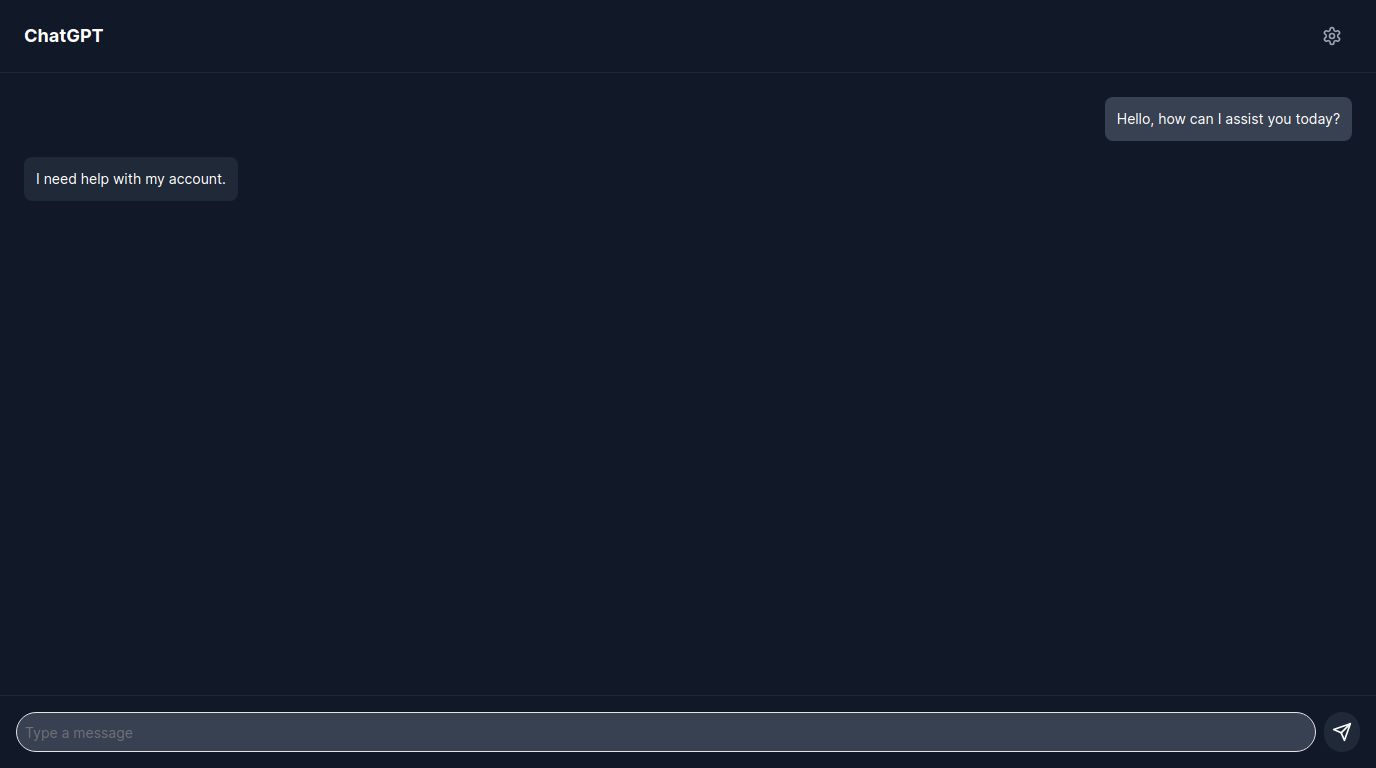 ChatGPT
Hello, how can I assist you today?
I need help with my account.
Type a message